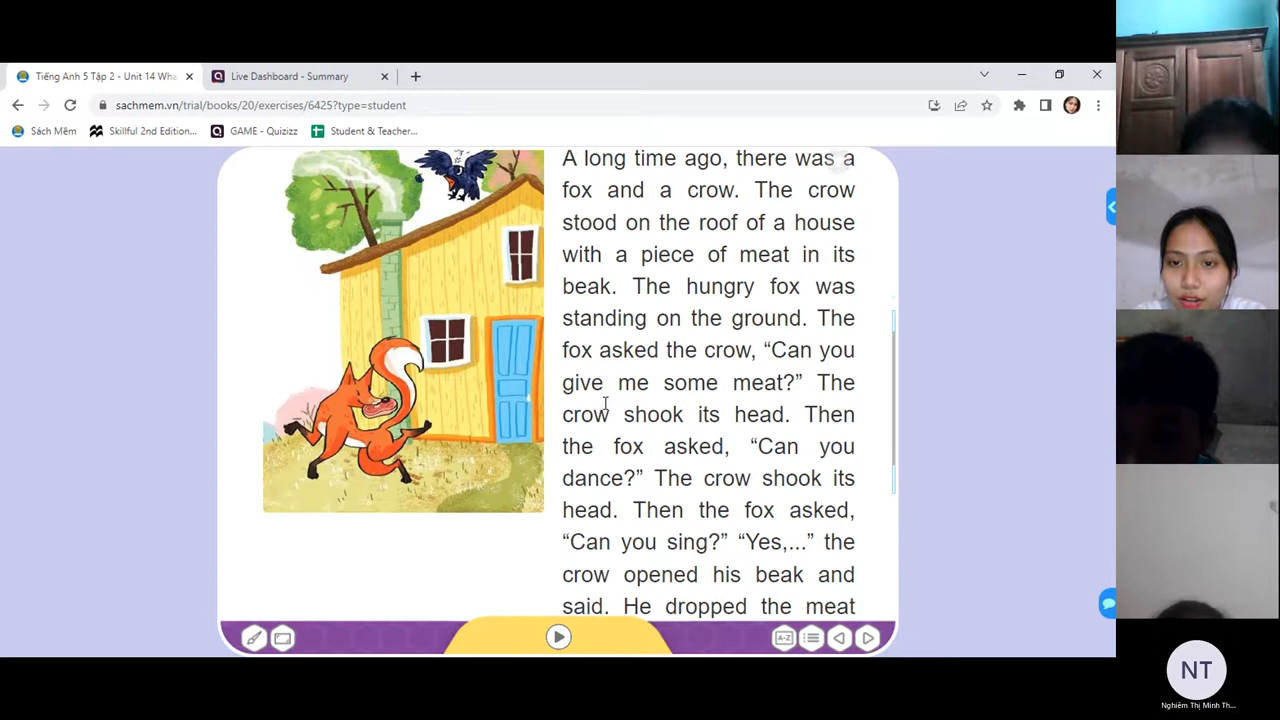 Tiếng Anh 5 Tập 2 - Unit 14 Wha
Live Dashboard - Summary
sachmem.vn/trial/books/20/exercises/6425?type=student
Sách Mềm
Skillful 2nd Edition...
GAME - Quizizz
Student & Teacher...
A long time ago, there was a
fox and a crow. The crow
stood on the roof of a house
with a piece of meat in its
beak. The hungry fox was
standing on the ground. The
fox asked the crow, “Can you
give me some meat?” The
crow shook its head. Then
the fox asked, “Can you
dance?” The crow shook its
head. Then the fox asked,
“Can you sing?” “Yes,...” the
crow opened his beak and
said. He dropped the meat
A-Z
NT
Nghiêm Thị Minh Th...